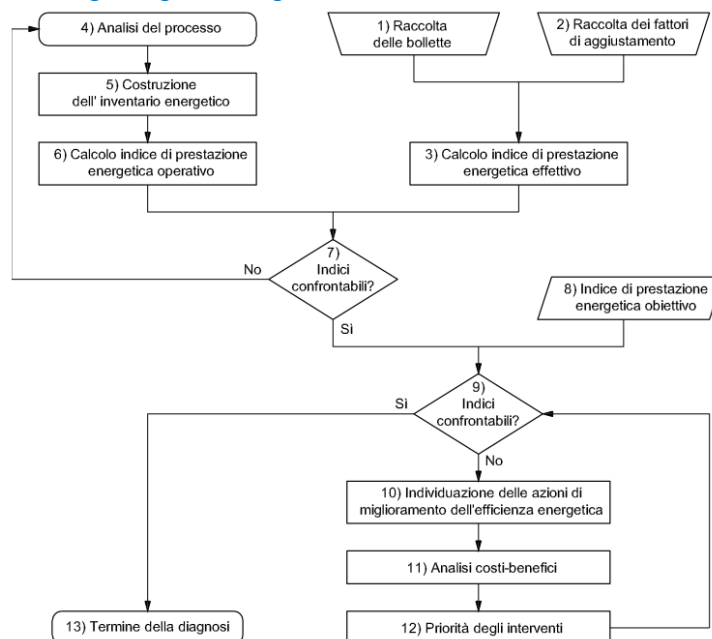 4) Analisi del processo
1) Raccolta
delle bollette
2) Raccolta dei fattori
di aggiustamento
5) Costruzione
dell' inventario energetico
6) Calcolo indice di prestazione
energetica operativo
3) Calcolo indice di prestazione
energetica effettivo
7)
Indici
confrontabili?
No
Sì
8) Indice di prestazione
energetica obiettivo
9)
Indici
confrontabili?
Sì
No
10) Individuazione delle azioni di
miglioramento dell'efficienza energetica
11) Analisi costi-benefici
12) Priorità degli interventi
13) Termine della diagnosi